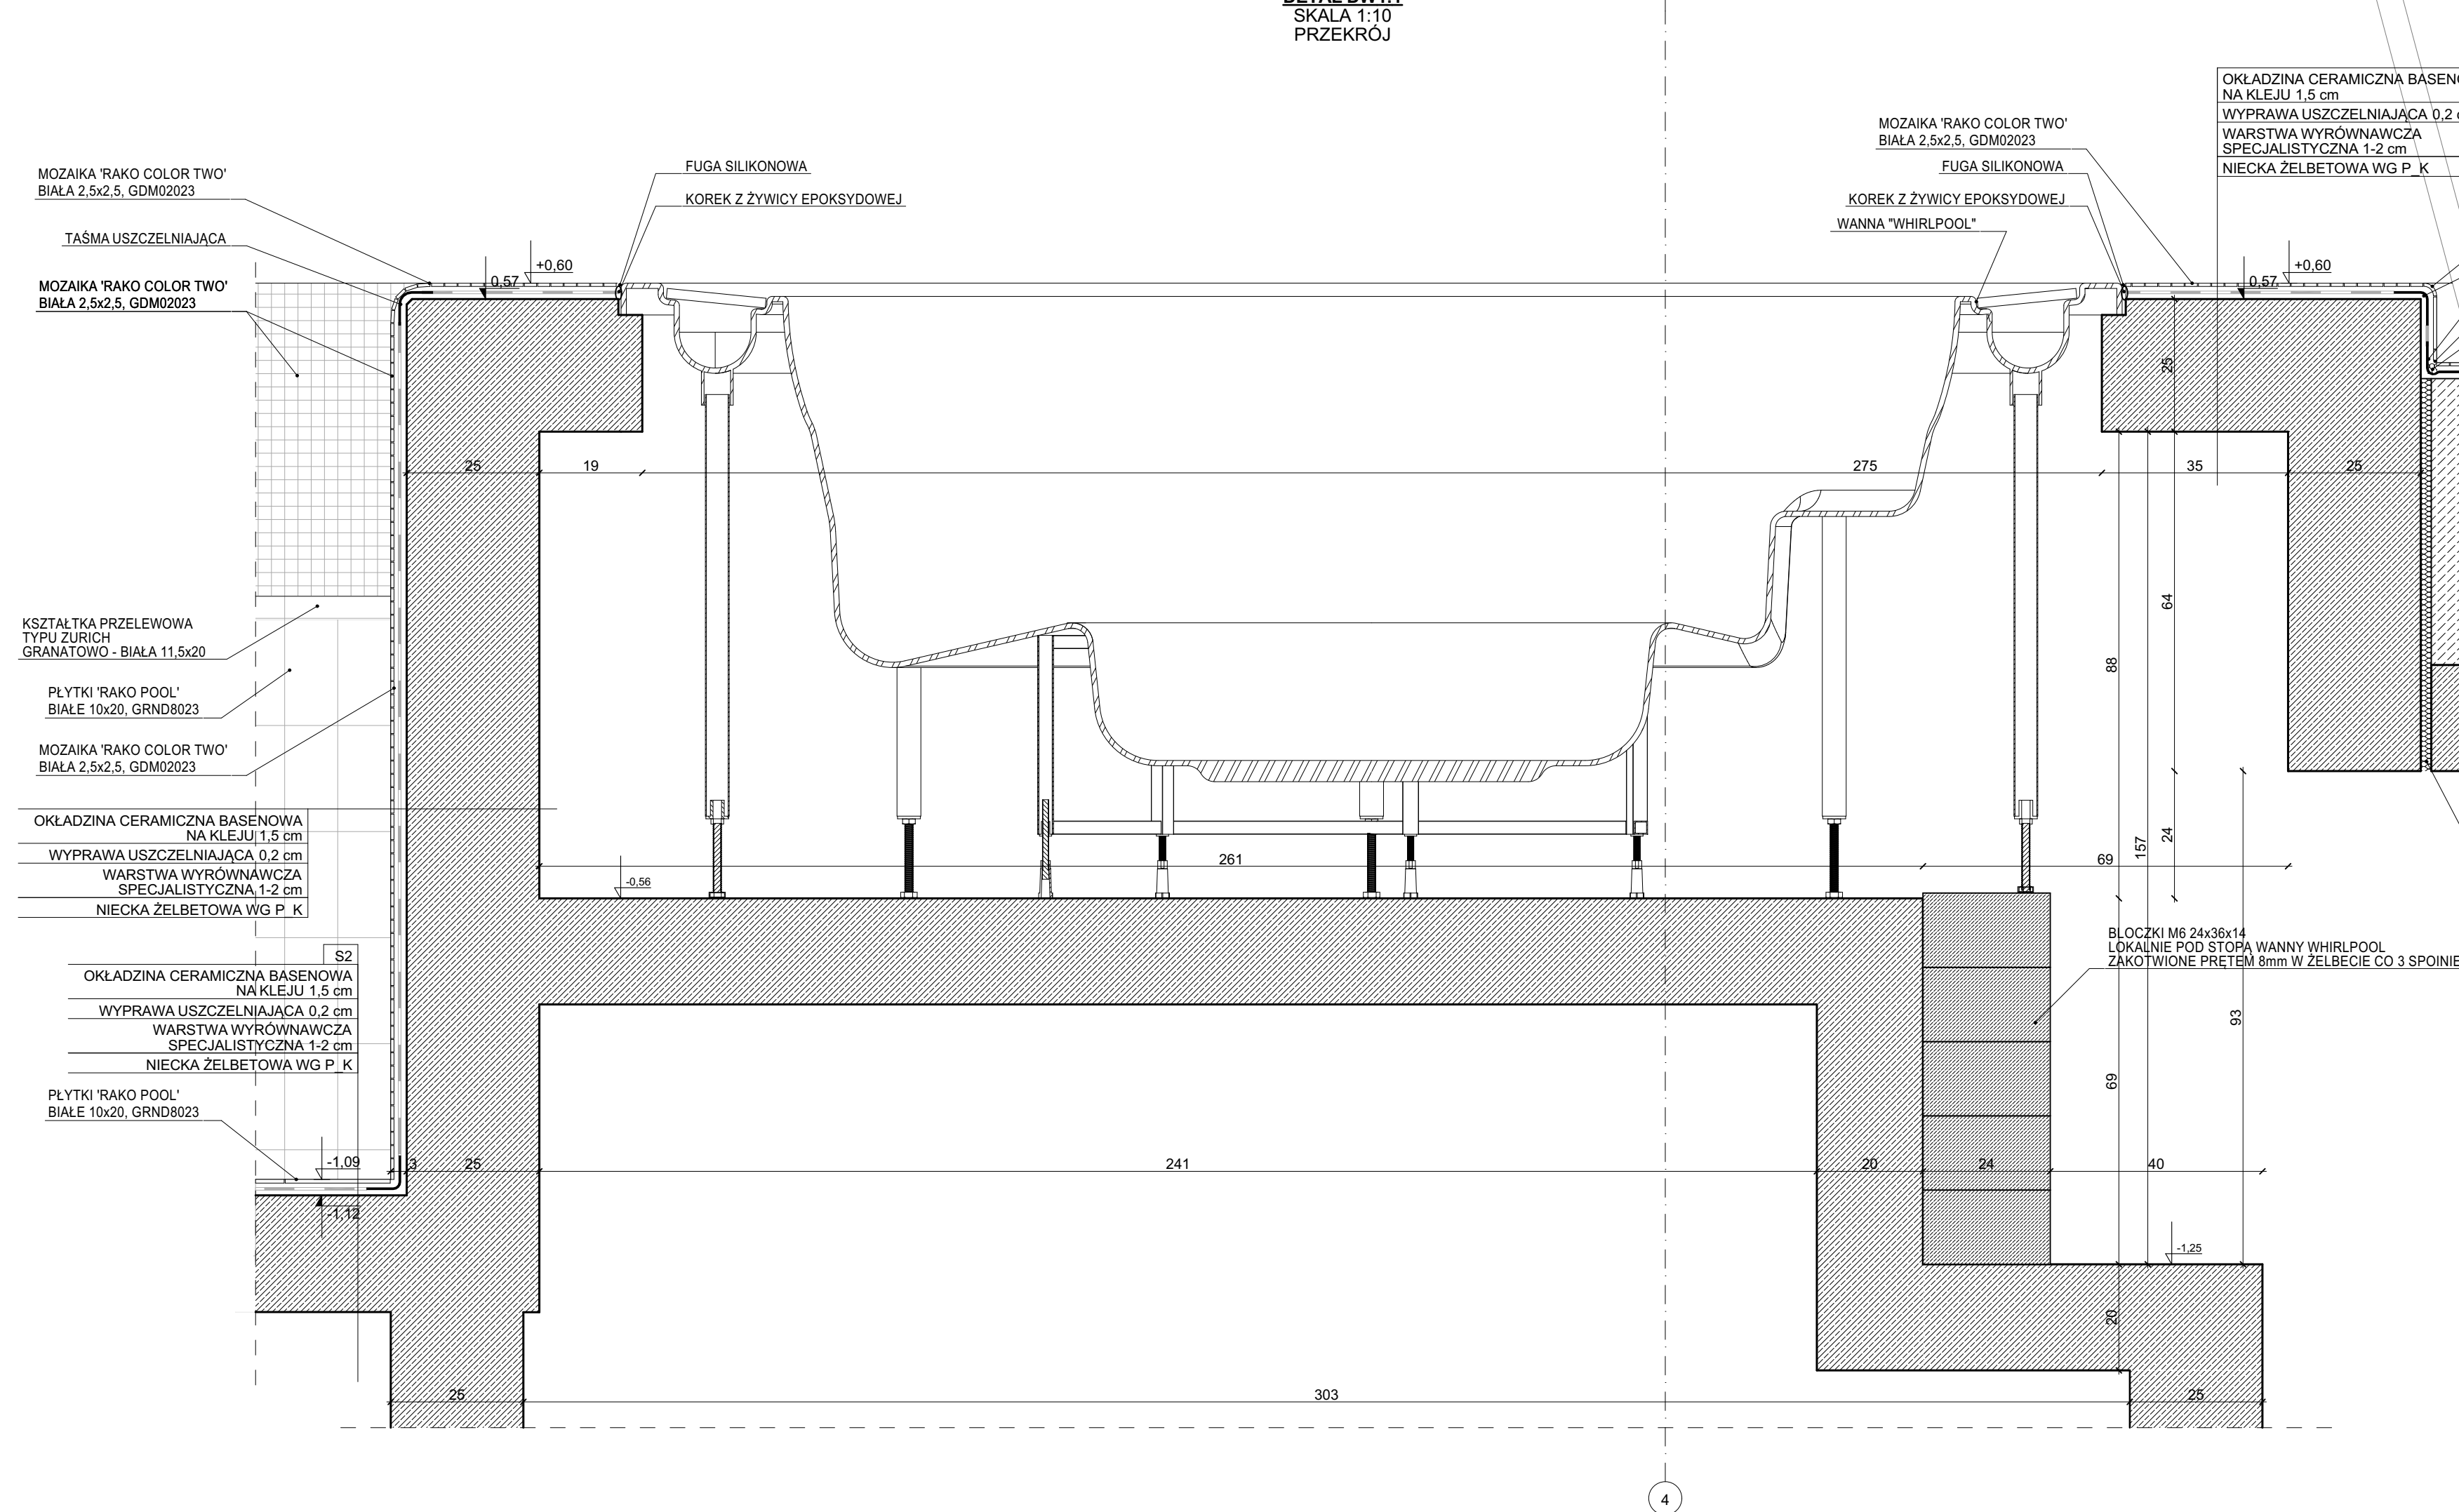 SKALA 1:10
PRZEKRÓJ
MOZAIKA 'RAKO COLOR TWO'
BIAŁA 2,5x2,5, GDM02023
TAŚMA USZCZELNIAJĄCA
MOZAIKA 'RAKO COLOR TWO'
BIAŁA 2,5x2,5, GDM02023
FUGA SILIKONOWA
KOREK Z ŻYWICY EPOKSYDOWEJ
0,57
+0,60
MOZAIKA 'RAKO COLOR TWO'
BIAŁA 2,5x2,5, GDM02023
FUGA SILIKONOWA
KOREK Z ŻYWICY EPOKSYDOWEJ
WANNA "WHIRLPOOL"
OKŁADZINA CERAMICZNA
NA KLEJU 1,5 cm
WYPRAWA USZCZELNIAJĄCA 0,2
WARSTWA WYRÓWNAWCZA
SPECJALISTYCZNA 1-2 cm
NIECKA ŻELBETOWA WG P_K
0,57
+0,60
25
25
19
275
35
25
KSZTAŁTKA PRZELEWOWA
TYPU ZURICH
GRANATOWO - BIAŁA 11,5x20
PŁYTKI 'RAKO POOL'
BIAŁE 10x20, GRND8023
MOZAIKA 'RAKO COLOR TWO'
BIAŁA 2,5x2,5, GDM02023
64
88
157
24
OKŁADZINA CERAMICZNA BASENOWA
NA KLEJU 1,5 cm
WYPRAWA USZCZELNIAJĄCA 0,2 cm
WARSTWA WYRÓWNAWCZA
SPECJALISTYCZNA 1-2 cm
NIECKA ŻELBETOWA WG P_K
-0,56
261
69
S2
OKŁADZINA CERAMICZNA BASENOWA
NA KLEJU 1,5 cm
WYPRAWA USZCZELNIAJĄCA 0,2 cm
WARSTWA WYRÓWNAWCZA
SPECJALISTYCZNA 1-2 cm
NIECKA ŻELBETOWA WG P_K
BLOCZKI M6 24x36x14
LOKALNIE POD STOPĄ WANNY WHIRLPOOL
ZAKOTWIONE PRĘTEM 8mm W ŻELBECIE CO 3 SPOINIE
93
69
PŁYTKI 'RAKO POOL'
BIAŁE 10x20, GRND8023
-1,09
-1,12
3
25
241
20
24
40
-1,25
20
25
303
25
4